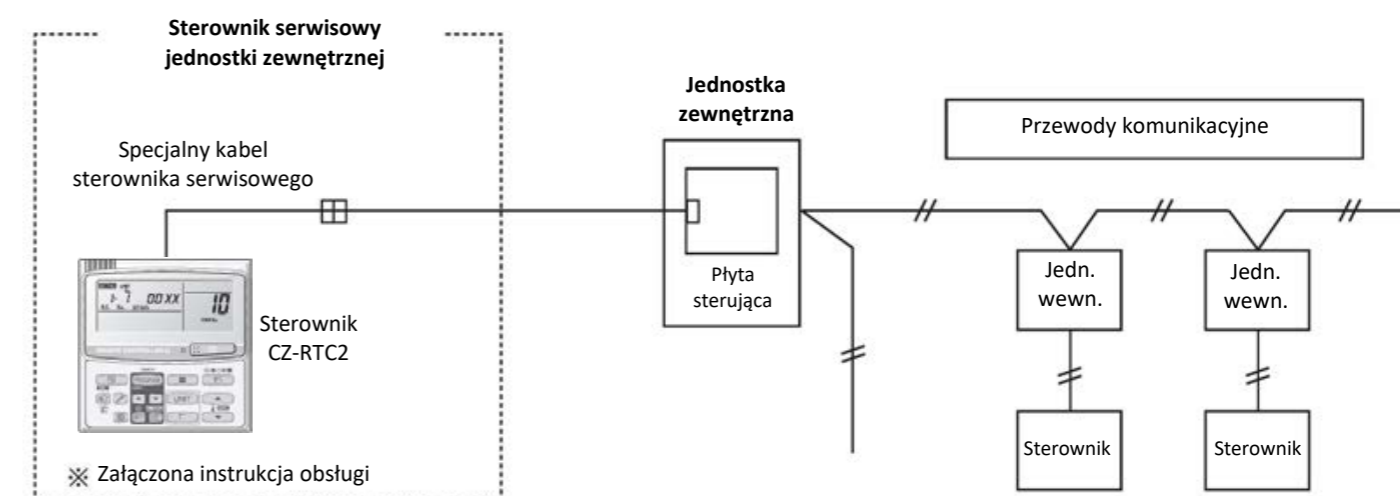 Sterownik serwisowy
jednostki zewnętrznej
Specjalny kabel
sterownika serwisowego
Sterownik
CZ-RTC2
※ Załączona instrukcja obsługi
Jednostka
zewnętrzna
Płyta
sterująca
Przewody komunikacyjne
Jedn.
wewn.
Sterownik
Jedn.
wewn.
Sterownik